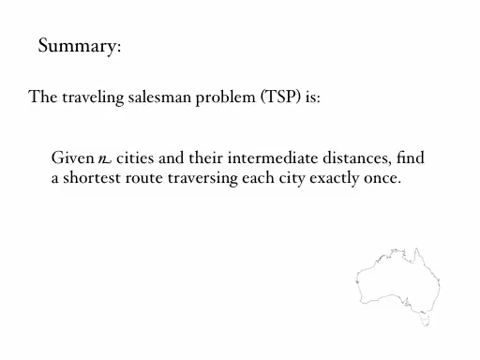 Summary:
The traveling salesman problem (TSP) is:
Given n cities and their intermediate distances, find
a shortest route traversing each city exactly once.